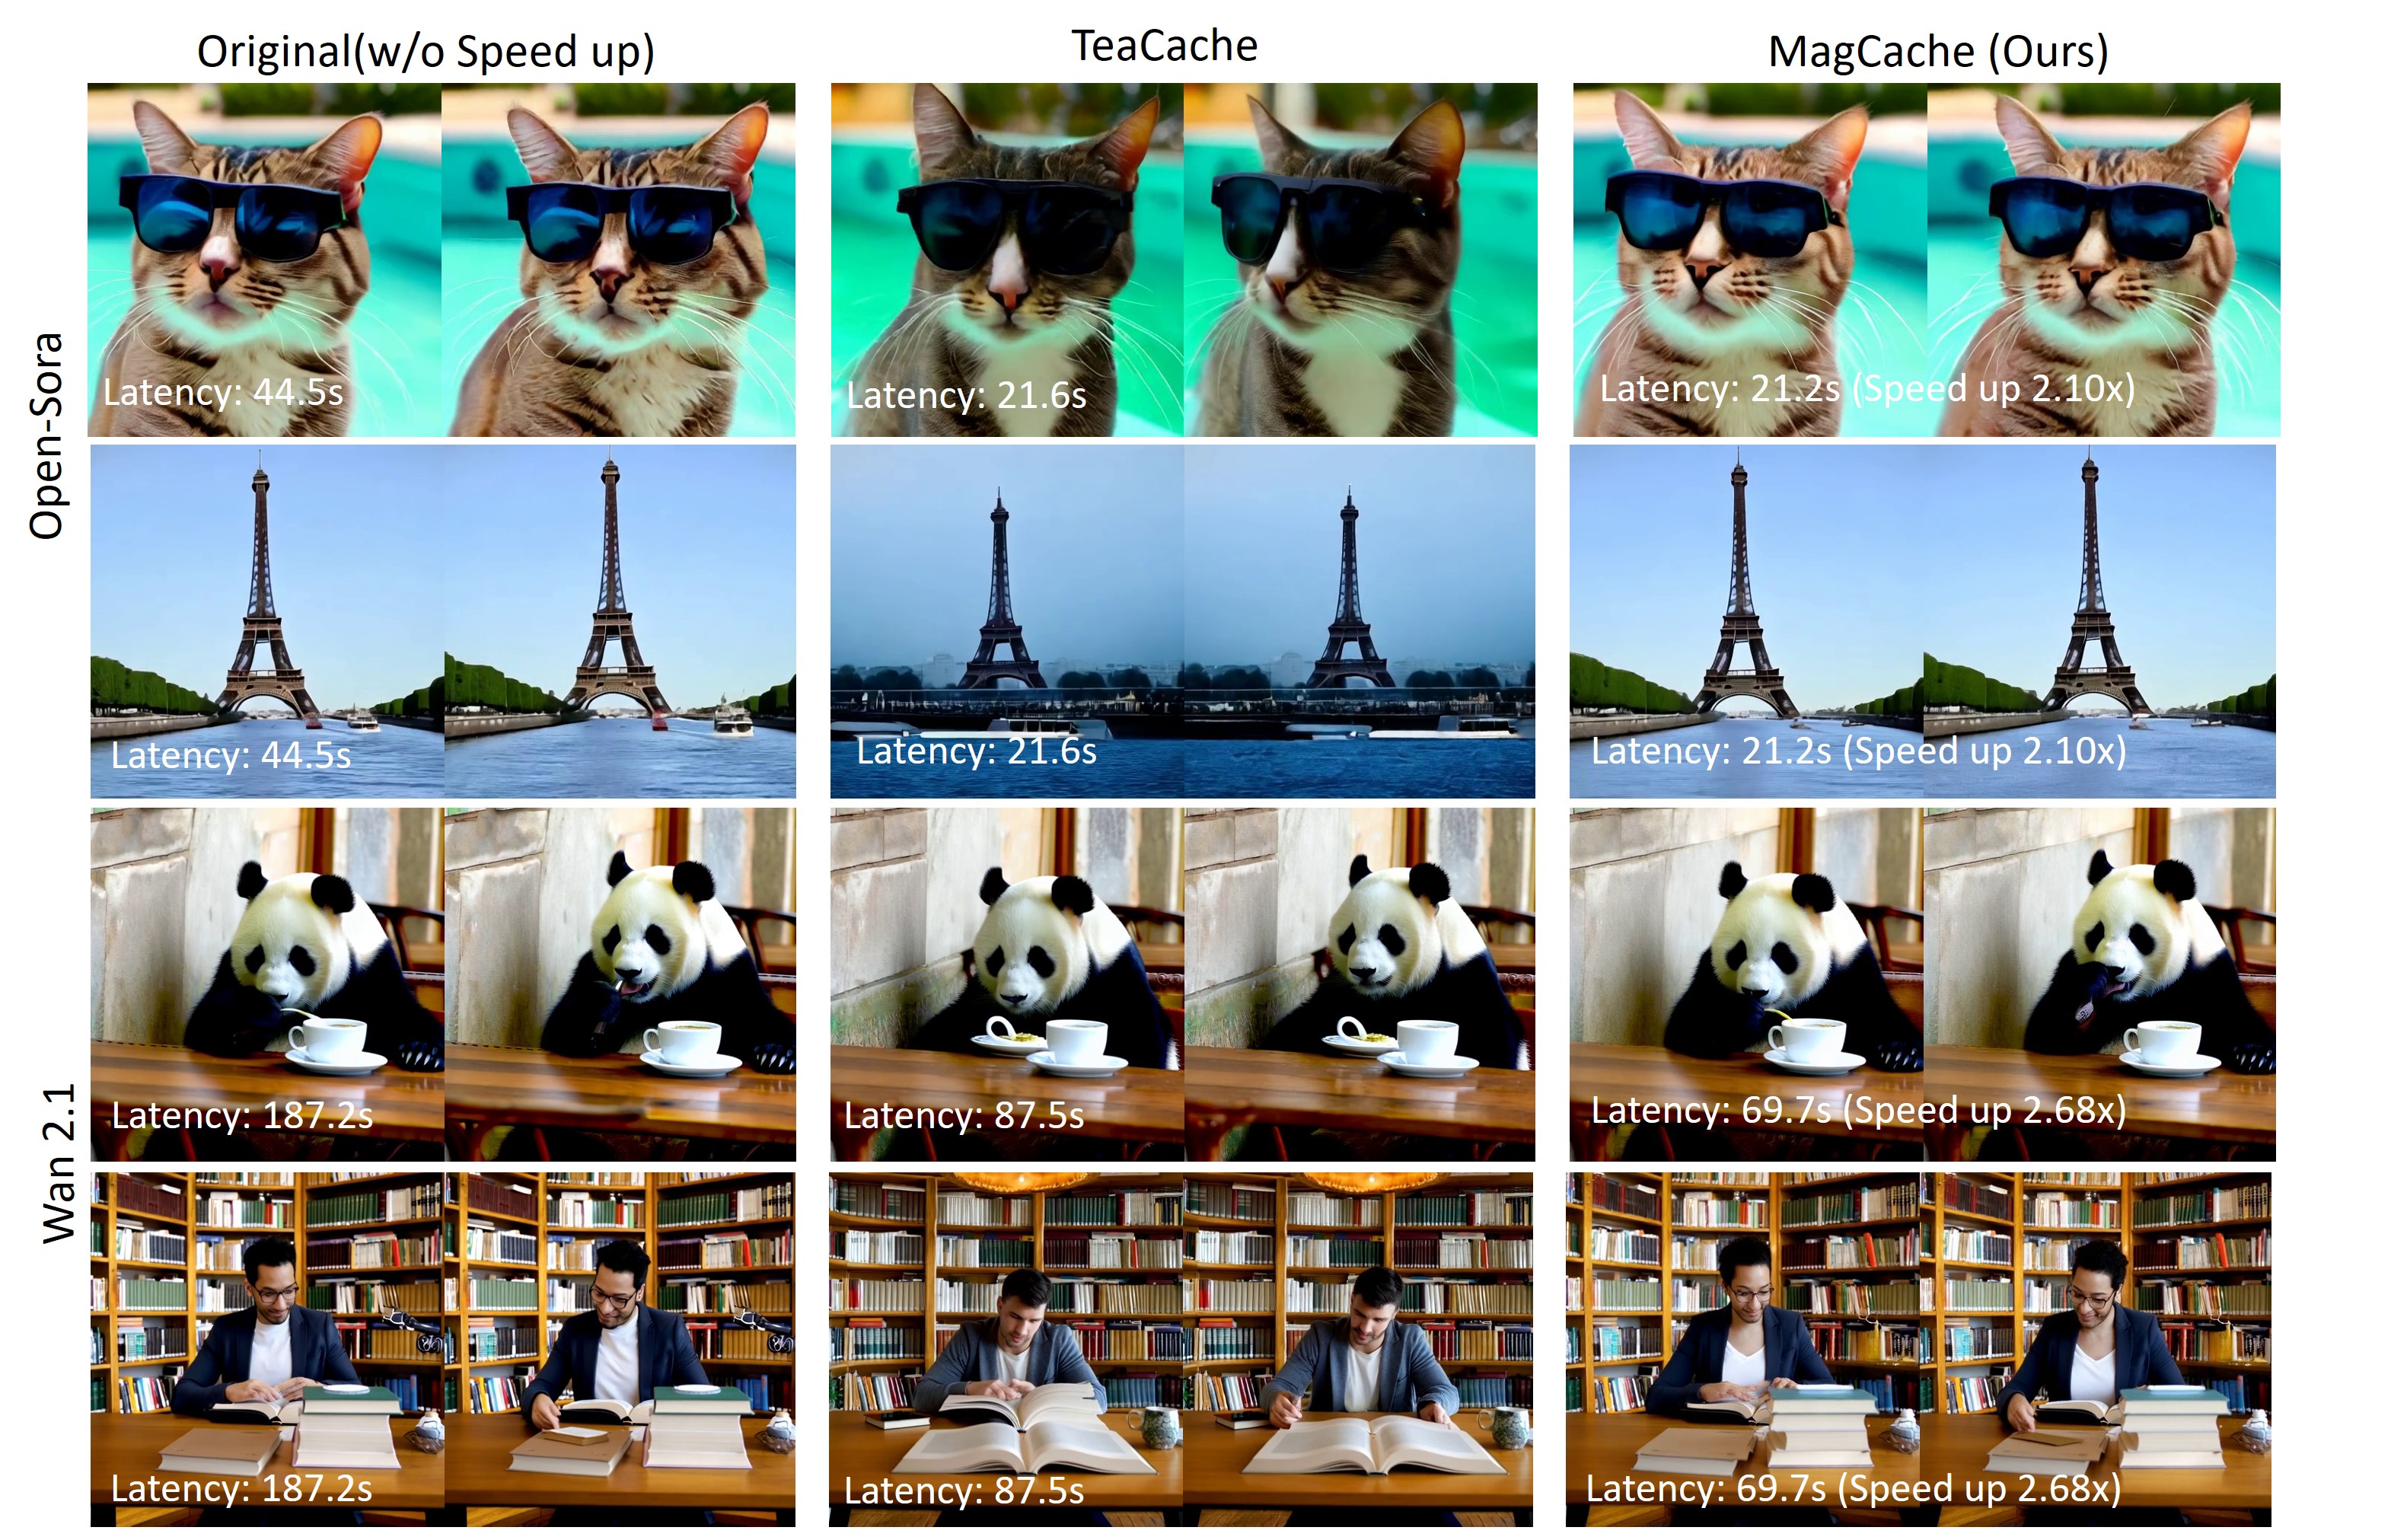 Original(w/o Speed up)
TeaCache
MagCache (Ours)
Open-Sora
Latency: 44.5s
Latency: 21.6s
Latency: 21.2s (Speed up 2.10x)
Latency: 44.5s
Latency: 21.6s
Latency: 21.2s (Speed up 2.10x)
Wan 2.1
Latency: 187.2s
Latency: 87.5s
Latency: 69.7s (Speed up 2.68x)
Latency: 187.2s
Latency: 87.5s
Latency: 69.7s (Speed up 2.68x)